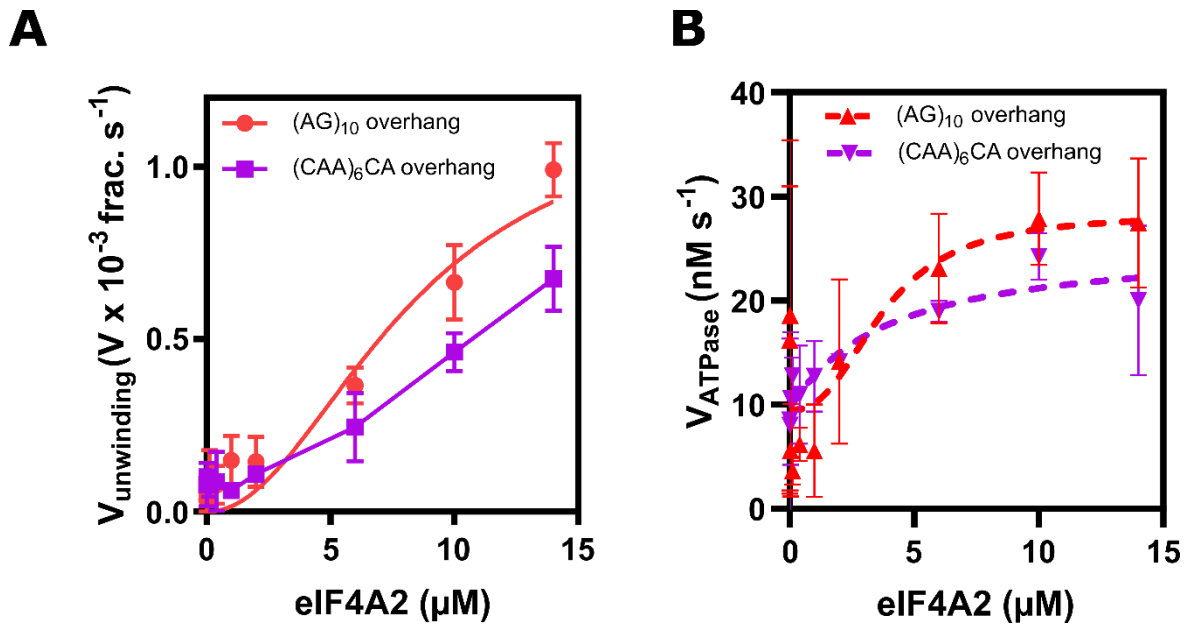 A
V_unwinding (V x 10^-3 frac. s^-1)
1.0
0.5
0.0
(AG)₁₀ overhang
(CAA)₆CA overhang
0 5 10 15
eIF4A2 (µM)
B
V_ATPase (nM s^-1)
40
30
20
10
0
(AG)₁₀ overhang
(CAA)₆CA overhang
0 5 10 15
eIF4A2 (µM)